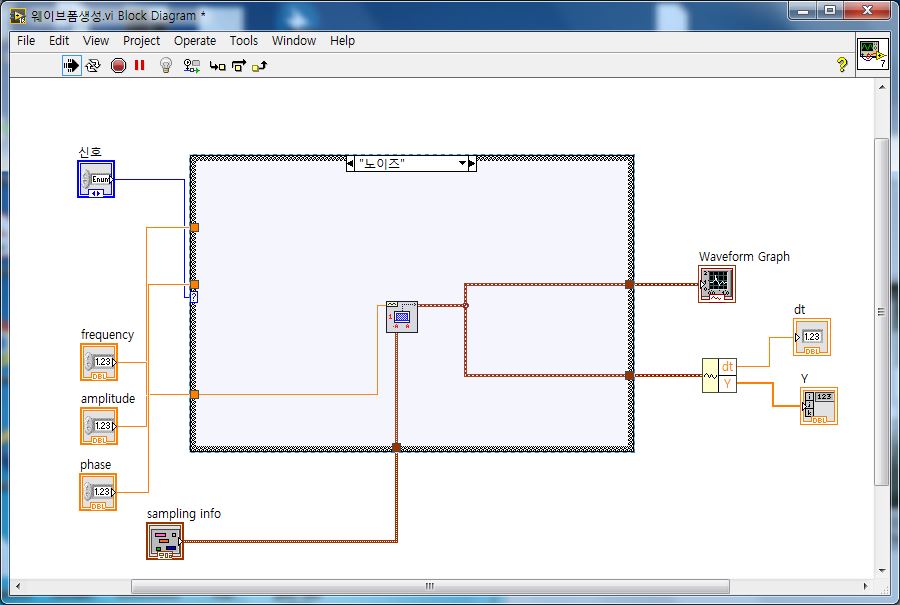 웨이브폼생성.vi Block Diagram *
File Edit View Project Operate Tools Window Help
?
7
신호
Enum
"노이즈"
?
frequency
1.23
DBL
amplitude
1.23
DBL
phase
1.23
DBL
sampling info
Waveform Graph
dt
1.23
DBL
dt
Y
Y
123
DBL